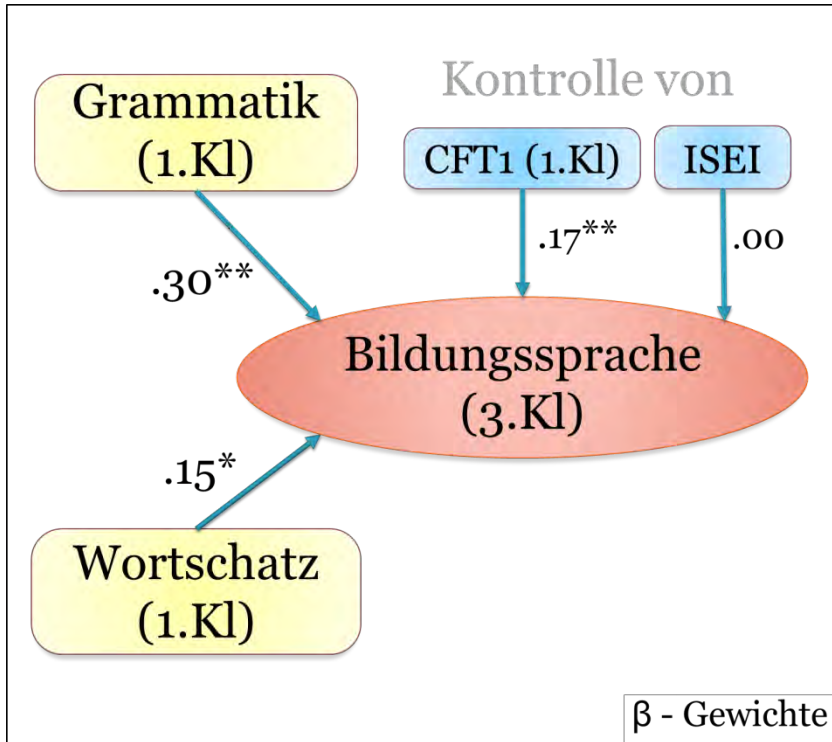 Grammatik
(1.Kl)
Kontrolle von
CFT1 (1.Kl)
ISEI
.30**
.17**
.00
Bildungssprache
(3.Kl)
.15*
Wortschatz
(1.Kl)
β - Gewichte